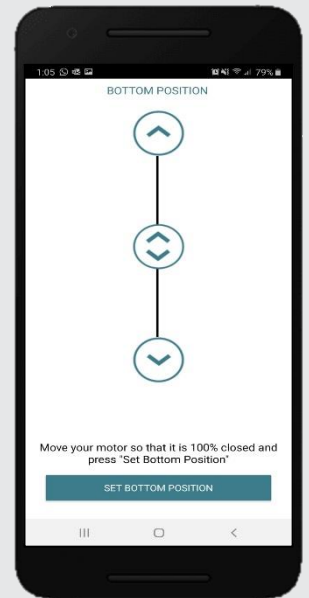 1:05 79%
BOTTOM POSITION
Move your motor so that it is 100% closed and
press "Set Bottom Position"
SET BOTTOM POSITION